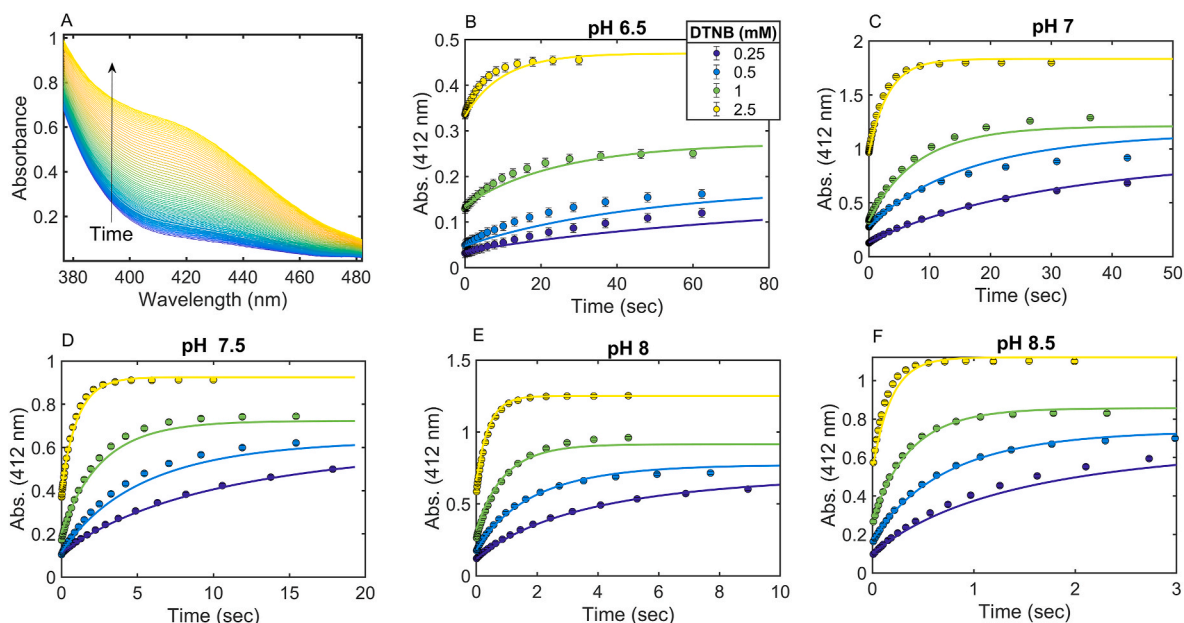 A
Absorbance
1
0.8
0.6
0.4
0.2
Time
380 400 420 440 460 480
Wavelength (nm)
B
pH 6.5
Abs. (412 nm)
0.5
0.4
0.3
0.2
0.1
0
0 20 40 60 80
Time (sec)
DTNB (mM)
0.25
0.5
1
2.5
C
pH 7
Abs. (412 nm)
2
1.5
1
0.5
0
0 10 20 30 40 50
Time (sec)
D
pH 7.5
Abs. (412 nm)
1
0.8
0.6
0.4
0.2
0
0 5 10 15 20
Time (sec)
E
pH 8
Abs. (412 nm)
1.5
1
0.5
0
0 2 4 6 8 10
Time (sec)
F
pH 8.5
Abs. (412 nm)
1
0.8
0.6
0.4
0.2
0
0 1 2 3
Time (sec)